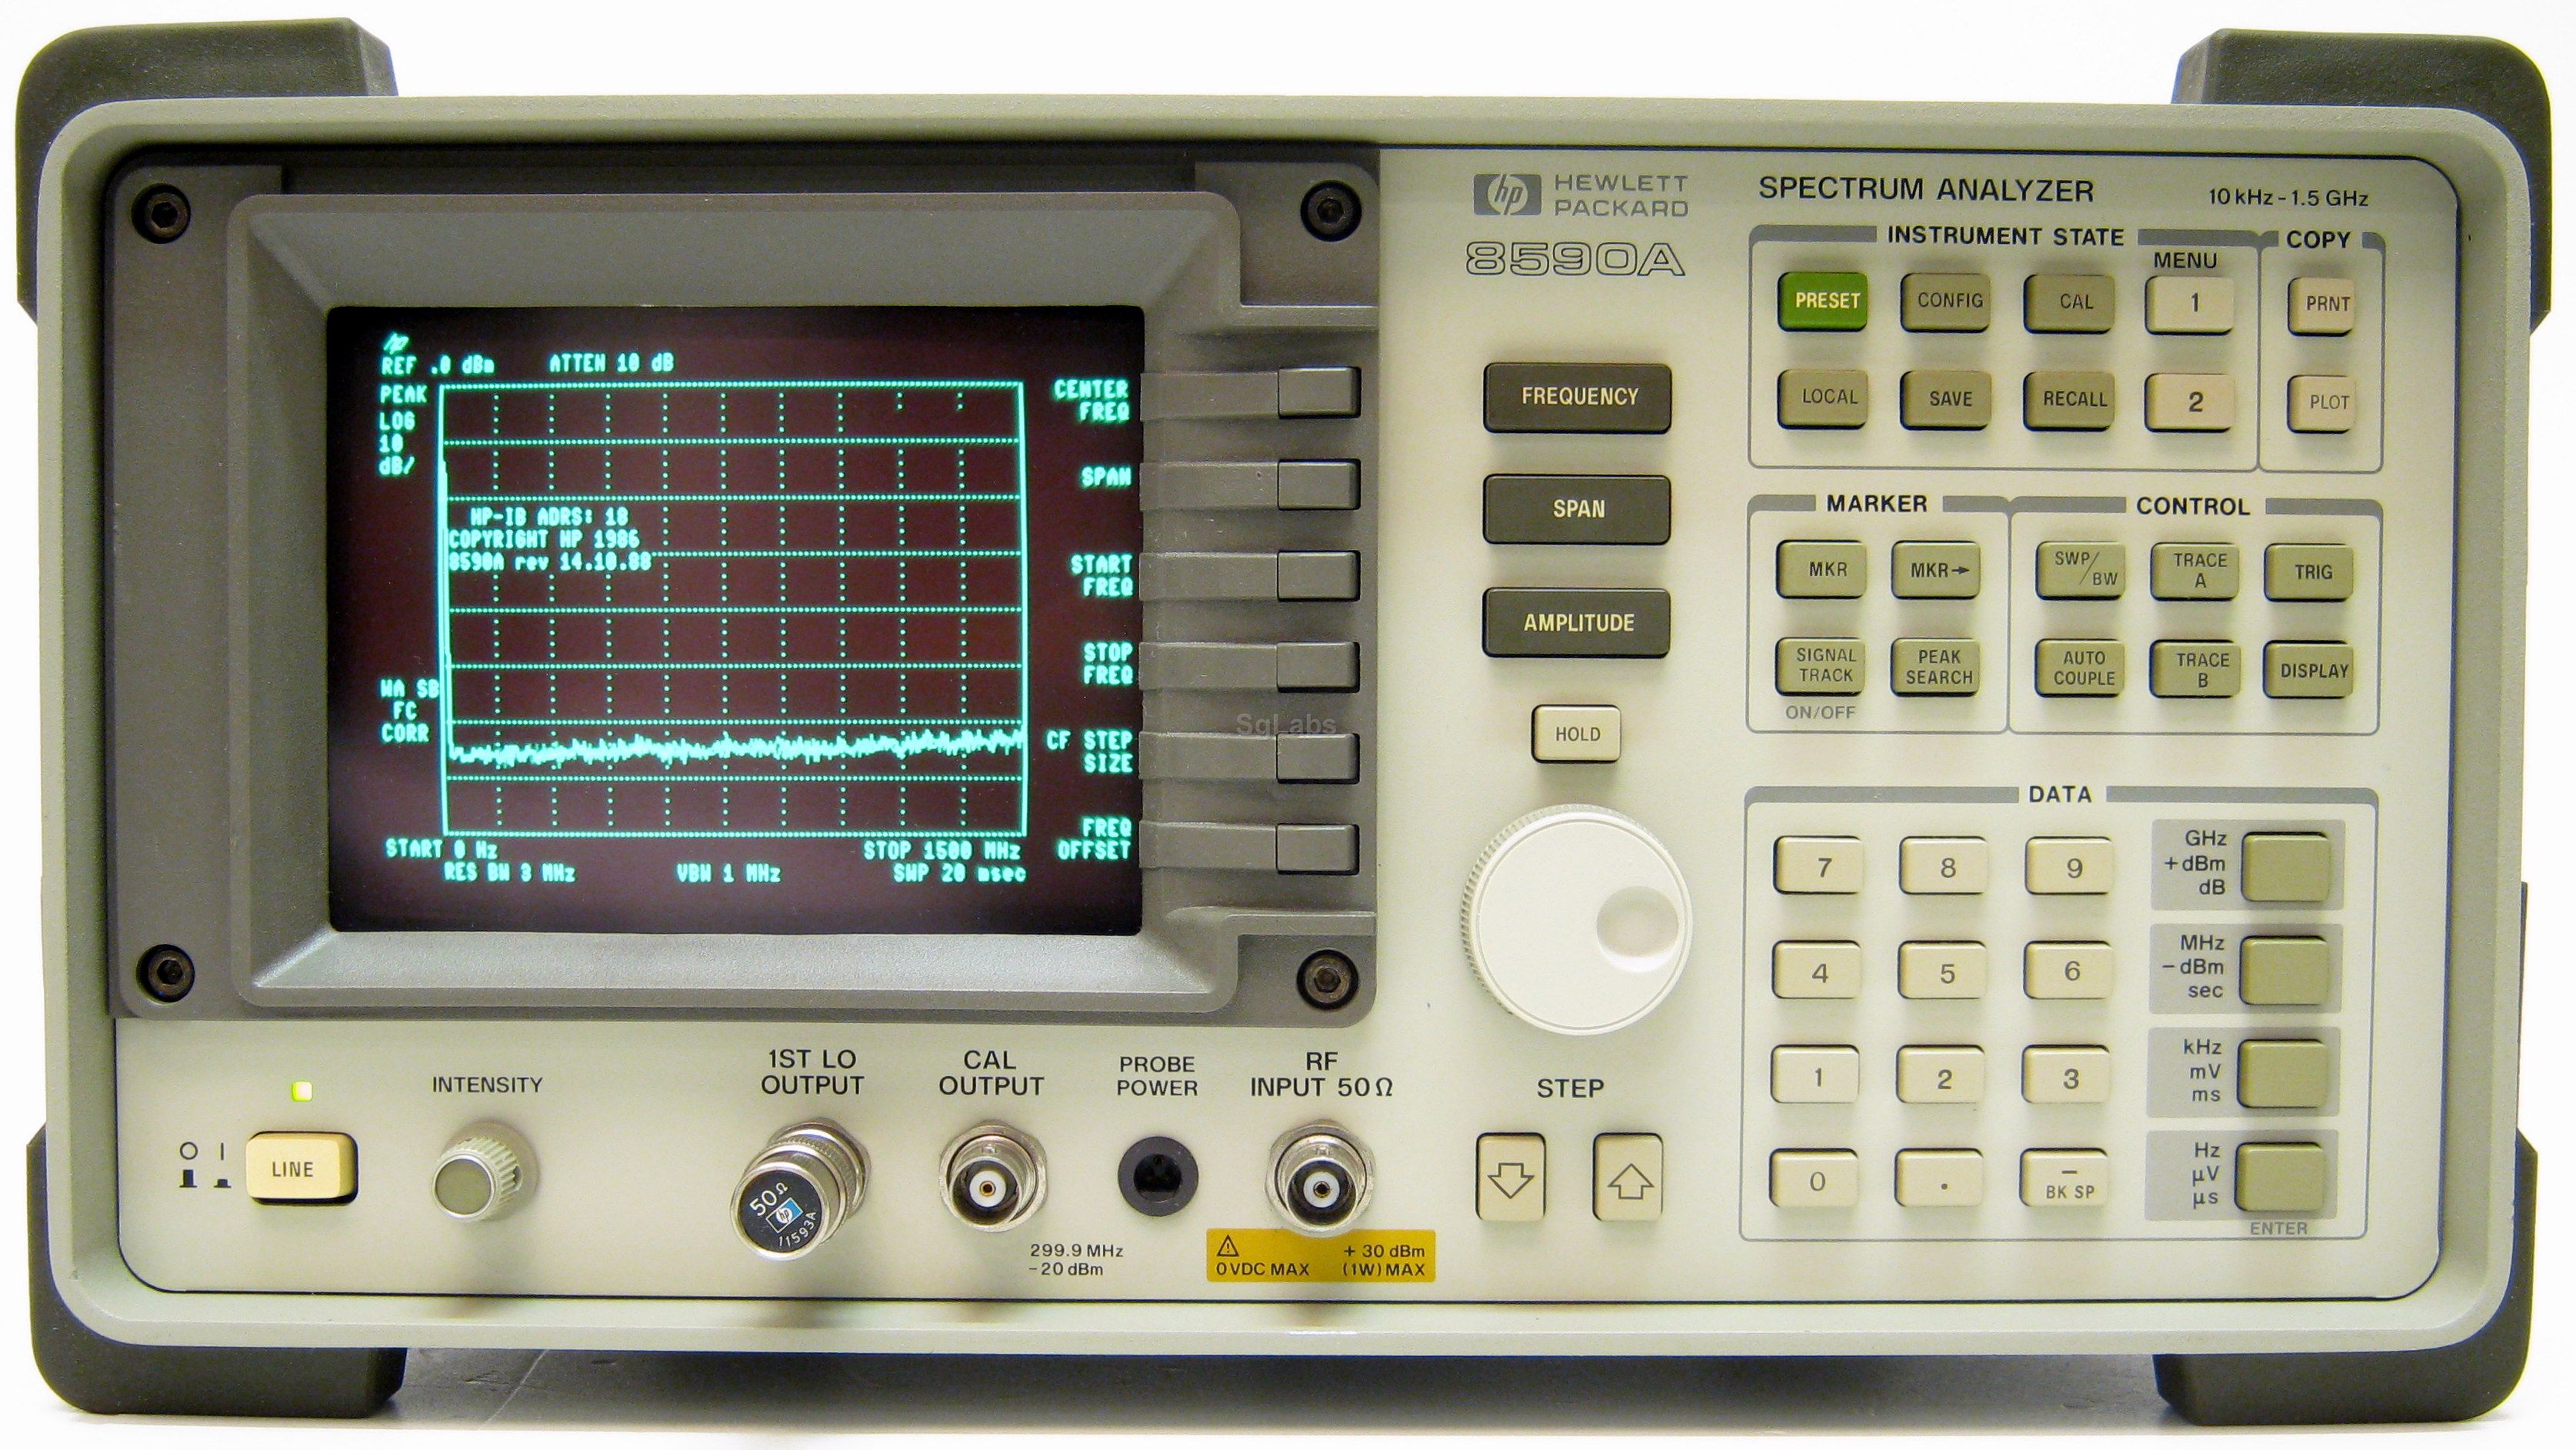 hp
REF .0 dBm ATTEN 10 dB
PEAK
LOG
10
dB/
HP-IB ADRS: 18
COPYRIGHT HP 1986
8590A rev 14.10.88
WA SB
FC
CORR
START 0 Hz STOP 1500 MHz
RES BW 3 MHz VBW 1 MHz SWP 20 msec
CENTER
FREQ
SPAN
START
FREQ
STOP
FREQ
CF STEP
SIZE
FREQ
OFFSET
SqLabs
hp HEWLETT
PACKARD
8590A
SPECTRUM ANALYZER 10 kHz - 1.5 GHz
FREQUENCY
SPAN
AMPLITUDE
HOLD
INSTRUMENT STATE
MENU
PRESET CONFIG CAL 1
LOCAL SAVE RECALL 2
COPY
PRNT
PLOT
MARKER
MKR MKR→
SIGNAL
TRACK
PEAK
SEARCH
ON/OFF
CONTROL
SWP/
BW
TRACE
A
TRIG
AUTO
COUPLE
TRACE
B
DISPLAY
DATA
7 8 9
GHz
+dBm
dB
4 5 6
MHz
-dBm
sec
1 2 3
kHz
mV
ms
0 .
–
BK SP
Hz
µV
µs
ENTER
STEP
O I
LINE
INTENSITY
1ST LO
OUTPUT
50Ω
hp
11593A
CAL
OUTPUT
299.9 MHz
-20 dBm
PROBE
POWER
RF
INPUT 50Ω
0 VDC MAX
+ 30 dBm
(1W) MAX